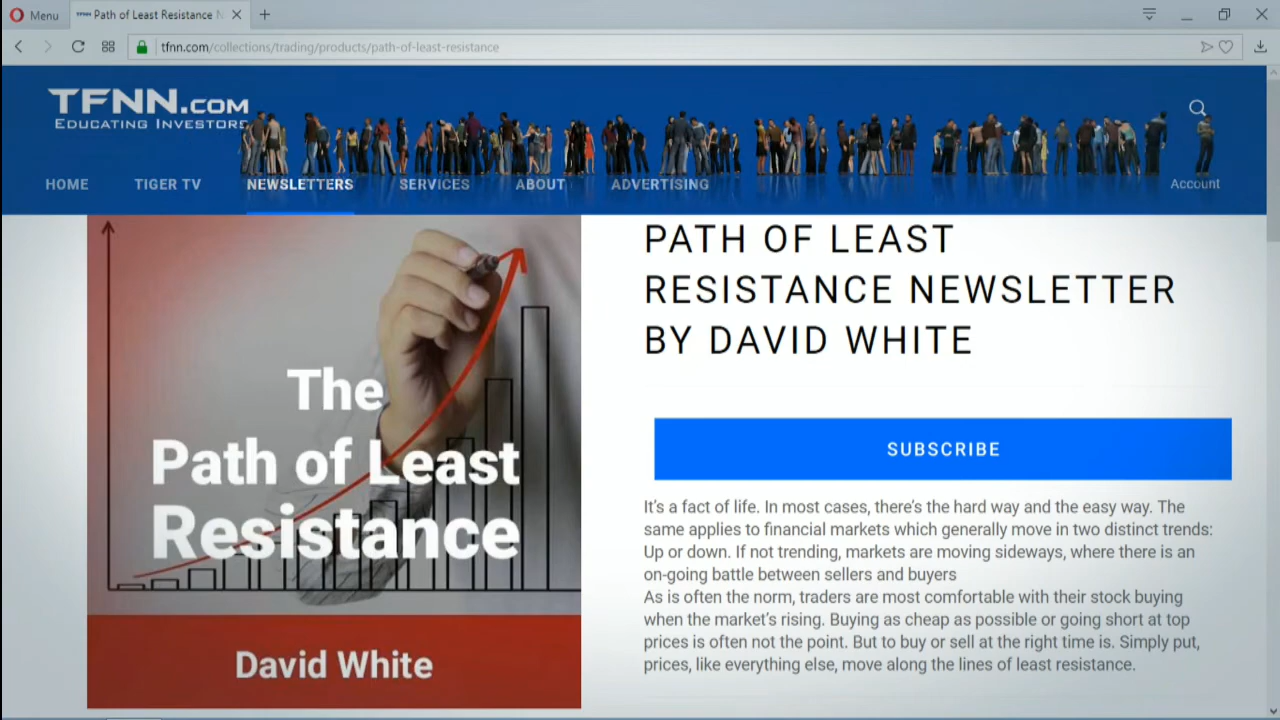 Menu
Path of Least Resistance N
tfnn.com/collections/trading/products/path-of-least-resistance
TFNN.COM
EDUCATING INVESTORS
HOME TIGER TV NEWSLETTERS SERVICES ABOUT ADVERTISING Account
The
Path of Least
Resistance
David White
PATH OF LEAST
RESISTANCE NEWSLETTER
BY DAVID WHITE
SUBSCRIBE
It's a fact of life. In most cases, there's the hard way and the easy way. The
same applies to financial markets which generally move in two distinct trends:
Up or down. If not trending, markets are moving sideways, where there is an
on-going battle between sellers and buyers
As is often the norm, traders are most comfortable with their stock buying
when the market's rising. Buying as cheap as possible or going short at top
prices is often not the point. But to buy or sell at the right time is. Simply put,
prices, like everything else, move along the lines of least resistance.